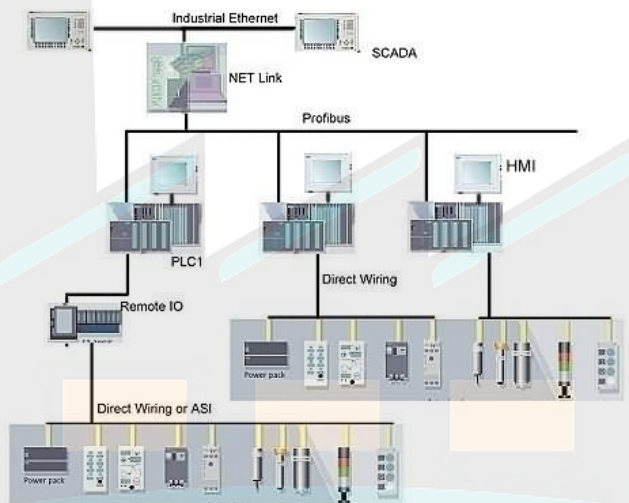 Industrial Ethernet
SCADA
NET Link
Profibus
HMI
PLC1
Direct Wiring
Remote IO
Power pack
Direct Wiring or ASI
Power pack